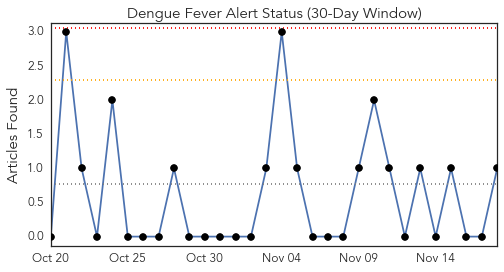 Dengue Fever Alert Status (30-Day Window)
Articles Found
3.0
2.5
2.0
1.5
1.0
0.5
0.0
Oct 20 Oct 25 Oct 30 Nov 04 Nov 09 Nov 14